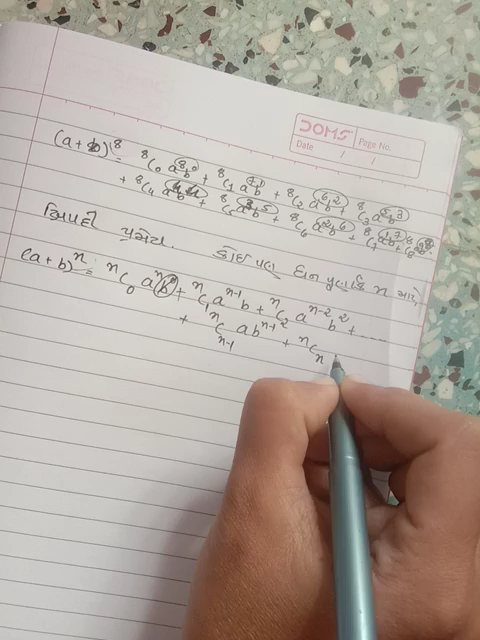 DOMS
Page No.
Date / /
(a+b)⁸ = ⁸C₀ a⁸b⁰ + ⁸C₁ a⁷b¹ + ⁸C₂ a⁶b² + ⁸C₃ a⁵b³
+ ⁸C₄ a⁴b⁴ + ⁸C₅ a³b⁵ + ⁸C₆ a²b⁶ + ⁸C₇ a¹b⁷ + ⁸C₈ a⁰b⁸
દ્વિપદી પ્રમેય. કોઈ પણ ધન પૂર્ણાંક n માટે,
(a+b)ⁿ = ⁿC₀ aⁿb⁰ + ⁿC₁ aⁿ⁻¹b + ⁿC₂ aⁿ⁻²b² + .....
+ ⁿCₙ₋₁ abⁿ⁻¹ + ⁿCₙ